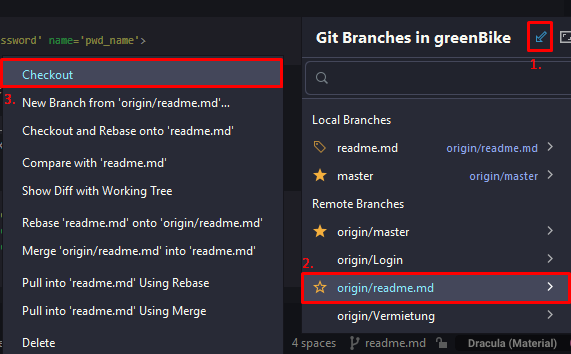 ssword' name='pwd_name'>
Git Branches in greenBike
1.
Checkout
3.
New Branch from 'origin/readme.md'...
Checkout and Rebase onto 'readme.md'
Compare with 'readme.md'
Show Diff with Working Tree
Rebase 'readme.md' onto 'origin/readme.md'
Merge 'origin/readme.md' into 'readme.md'
Pull into 'readme.md' Using Rebase
Pull into 'readme.md' Using Merge
Delete
Local Branches
readme.md origin/readme.md
master origin/master
Remote Branches
origin/master
origin/Login
2.
origin/readme.md
origin/Vermietung
4 spaces readme.md Dracula (Material)